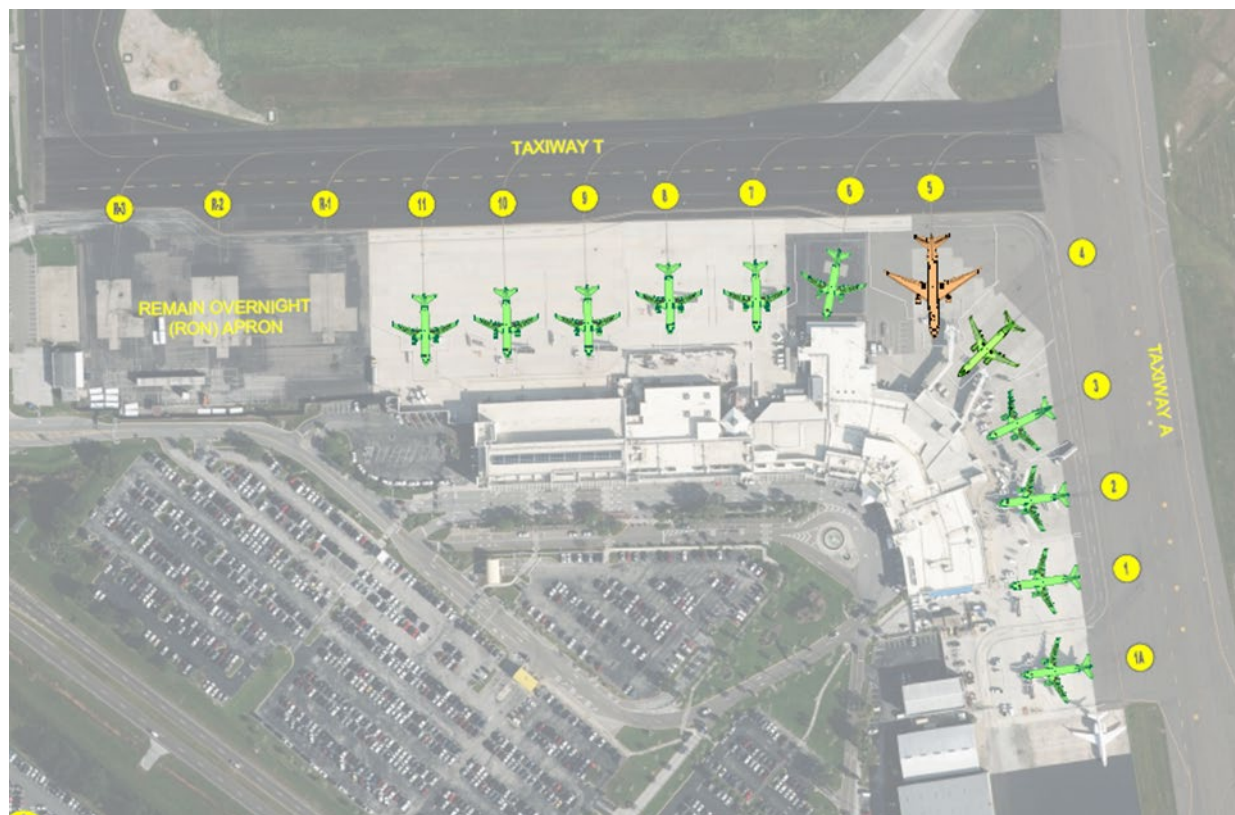 TAXIWAY T
R-3
R-2
R-1
11
10
9
8
7
6
5
4
REMAIN OVERNIGHT
(RON) APRON
3
TAXIWAY A
2
1
1A